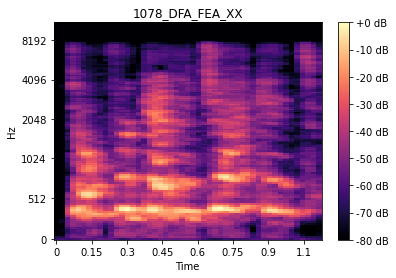 1078_DFA_FEA_XX
8192
4096
2048
1024
512
0
Hz
0
0.15
0.3
0.45
0.6
0.75
0.9
1.1
Time
+0 dB
-10 dB
-20 dB
-30 dB
-40 dB
-50 dB
-60 dB
-70 dB
-80 dB